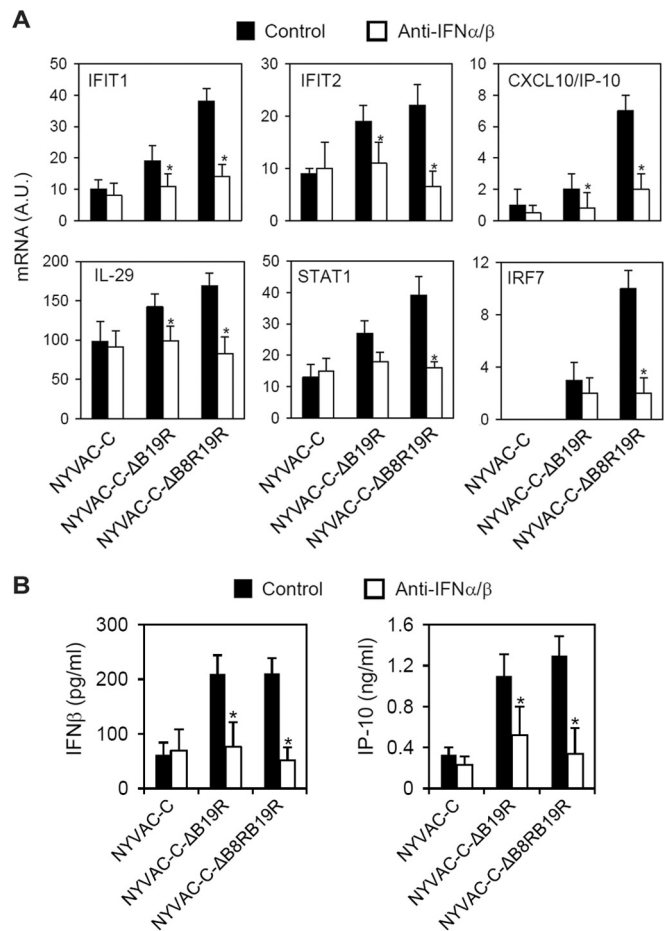 A
Control Anti-IFNα/β
mRNA (A.U.)
IFIT1
50
40
30
20
10
0
*
*
IFIT2
30
20
10
0
*
*
CXCL10/IP-10
8
6
4
2
0
*
*
IL-29
200
150
100
50
0
*
*
STAT1
50
40
30
20
10
0
*
IRF7
12
9
6
3
0
*
NYVAC-C
NYVAC-C-ΔB19R
NYVAC-C-ΔB8R19R
NYVAC-C
NYVAC-C-ΔB19R
NYVAC-C-ΔB8R19R
NYVAC-C
NYVAC-C-ΔB19R
NYVAC-C-ΔB8R19R
B
Control Anti-IFNα/β
IFNβ (pg/ml)
300
200
100
0
*
*
NYVAC-C
NYVAC-C-ΔB19R
NYVAC-C-ΔB8RB19R
IP-10 (ng/ml)
1.6
1.2
0.8
0.4
0
*
*
NYVAC-C
NYVAC-C-ΔB19R
NYVAC-C-ΔB8RB19R